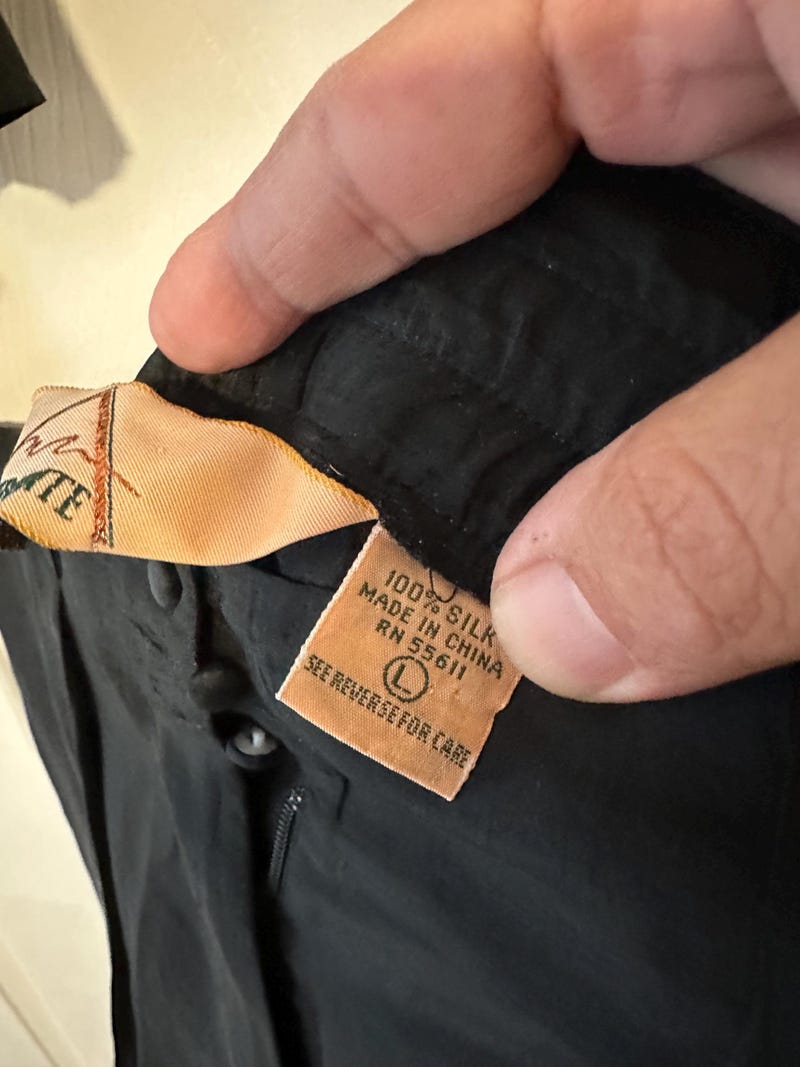 100% SILK
MADE IN CHINA
RN 55611
L
SEE REVERSE FOR CARE